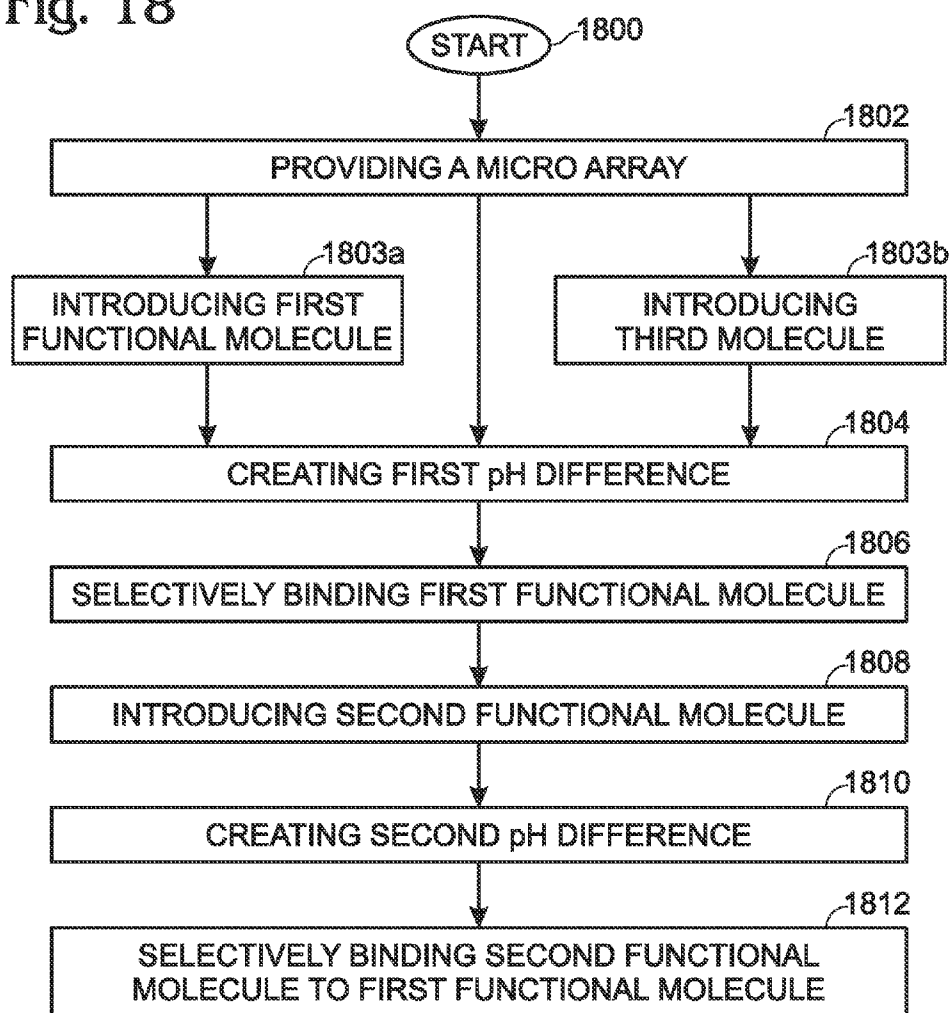 Fig. 18
START
1800
1802
PROVIDING A MICRO ARRAY
1803a
INTRODUCING FIRST
FUNCTIONAL MOLECULE
1803b
INTRODUCING
THIRD MOLECULE
1804
CREATING FIRST pH DIFFERENCE
1806
SELECTIVELY BINDING FIRST FUNCTIONAL MOLECULE
1808
INTRODUCING SECOND FUNCTIONAL MOLECULE
1810
CREATING SECOND pH DIFFERENCE
1812
SELECTIVELY BINDING SECOND FUNCTIONAL
MOLECULE TO FIRST FUNCTIONAL MOLECULE